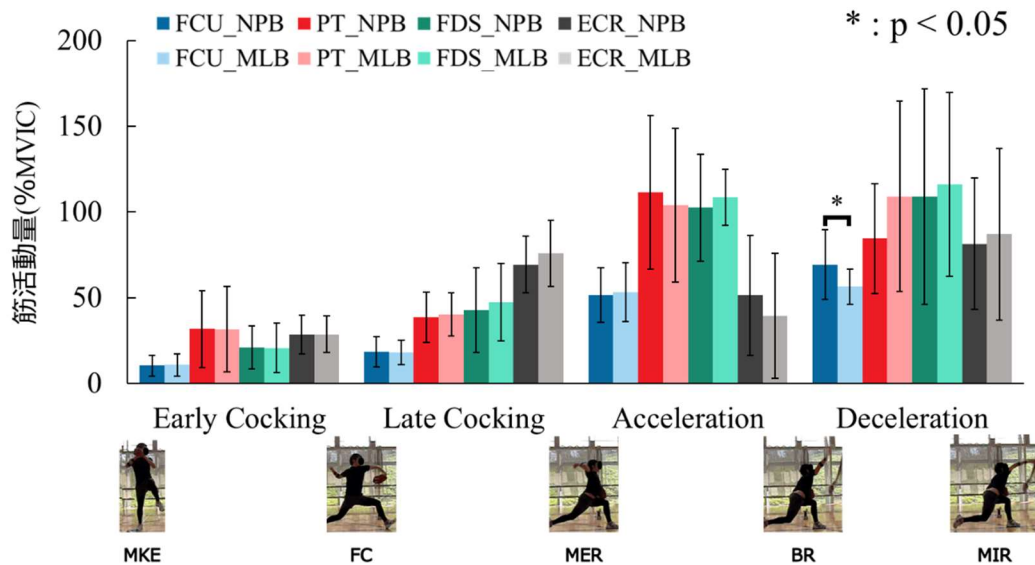 FCU_NPB PT_NPB FDS_NPB ECR_NPB
FCU_MLB PT_MLB FDS_MLB ECR_MLB
* : p < 0.05
筋活動量(%MVIC)
200
150
100
50
0
*
Early Cocking Late Cocking Acceleration Deceleration
MKE FC MER BR MIR